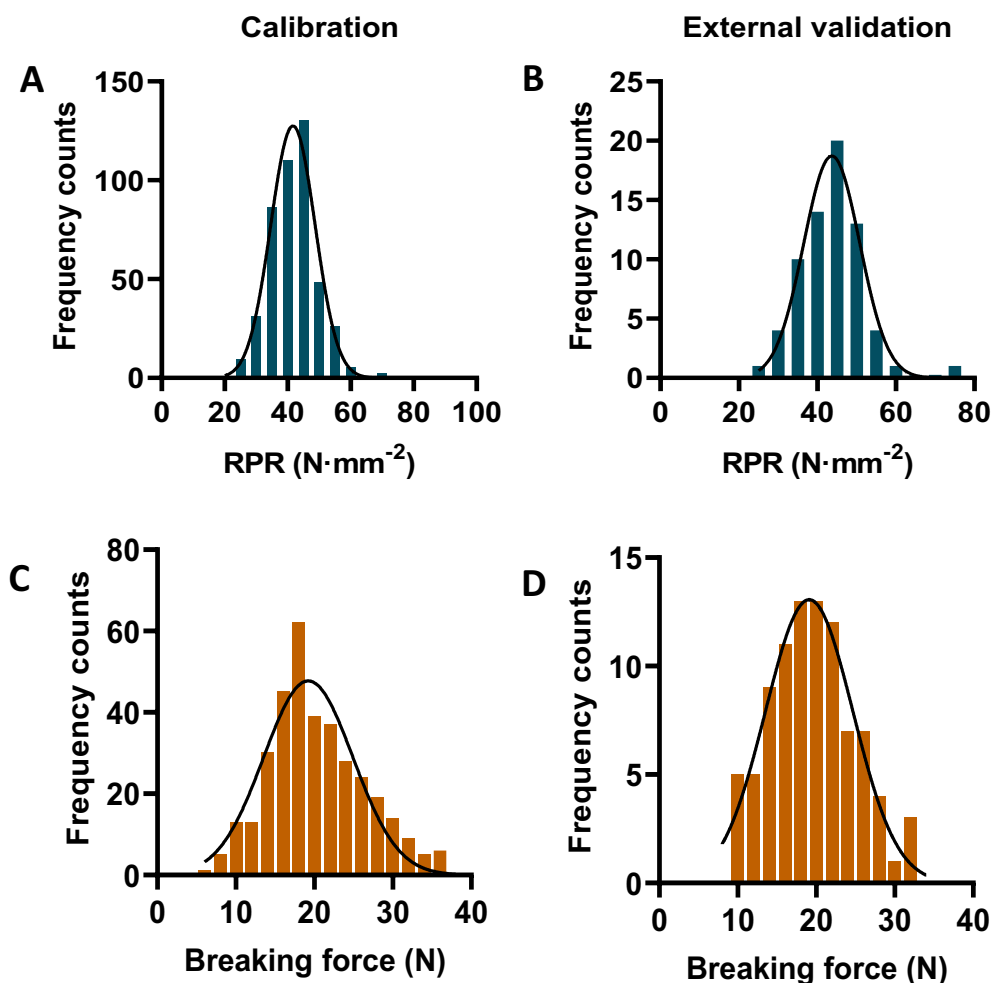 Calibration
External validation
A
Frequency counts
150
100
50
0
0 20 40 60 80 100
RPR (N·mm⁻²)
B
Frequency counts
25
20
15
10
5
0
0 20 40 60 80
RPR (N·mm⁻²)
C
Frequency counts
80
60
40
20
0
0 10 20 30 40
Breaking force (N)
D
Frequency counts
15
10
5
0
0 10 20 30 40
Breaking force (N)